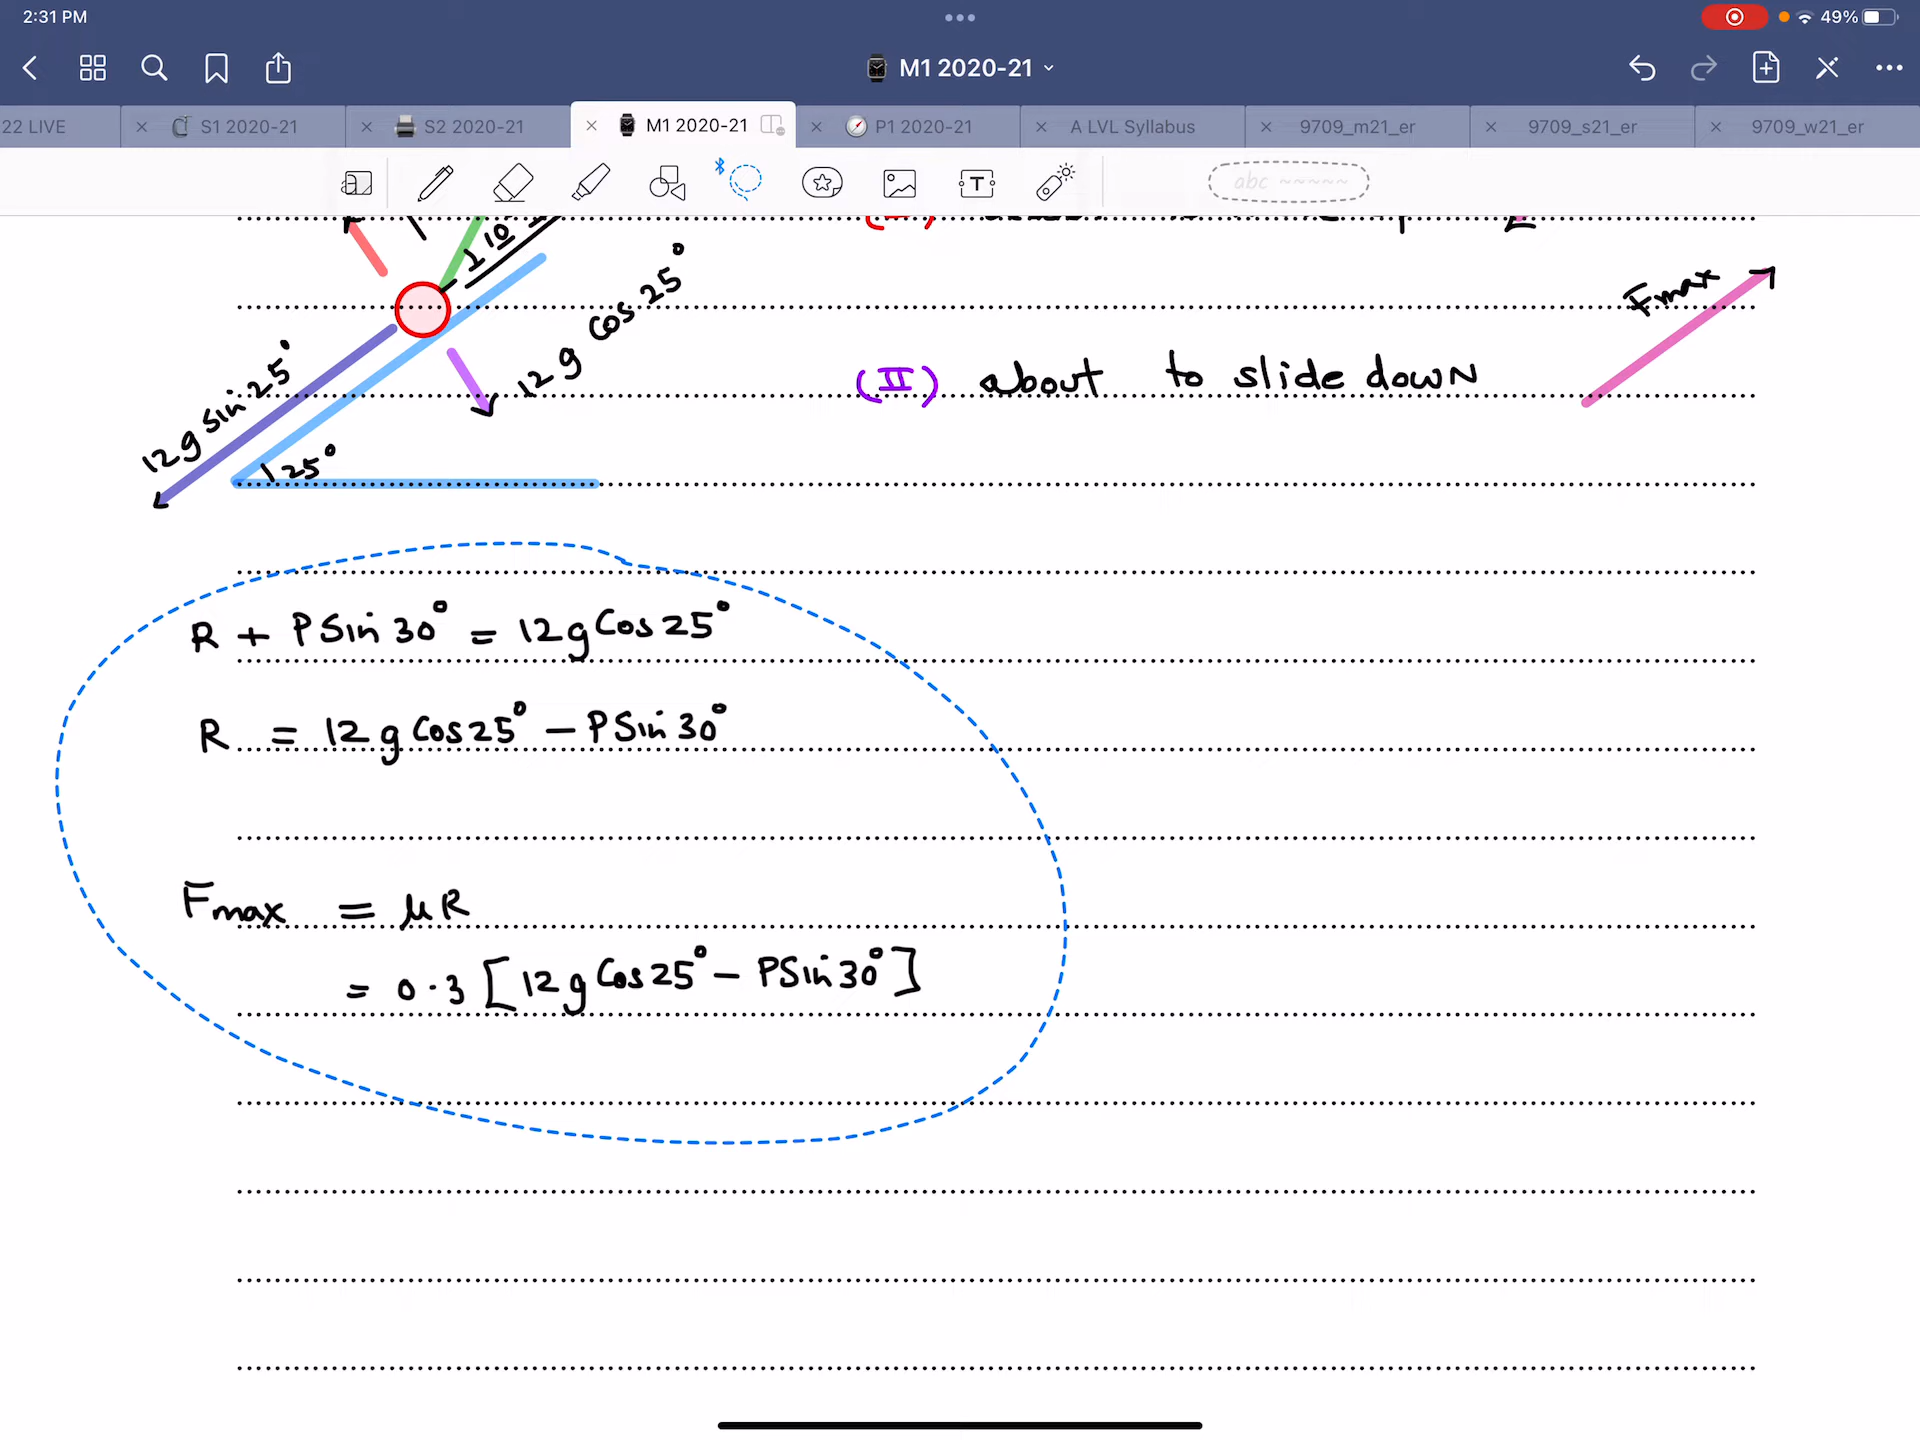 2:31 PM
49%
M1 2020-21
22 LIVE
S1 2020-21
S2 2020-21
M1 2020-21
P1 2020-21
A LVL Syllabus
9709_m21_er
9709_s21_er
9709_w21_er
abc
Fmax
12g cos 25°
12g sin 25°
25°
(II) about to slide down
R + P Sin 30° = 12g Cos 25°
R = 12g Cos 25° − P Sin 30°
Fmax = μR
= 0.3 [12g Cos 25° − P Sin 30°]